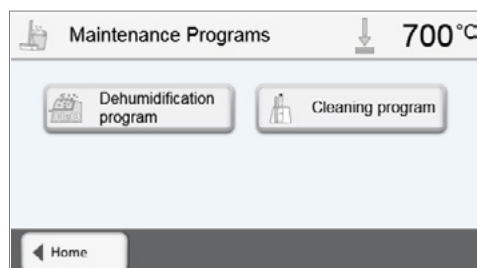 Maintenance Programs 700°C
Dehumidification
program
Cleaning program
Home